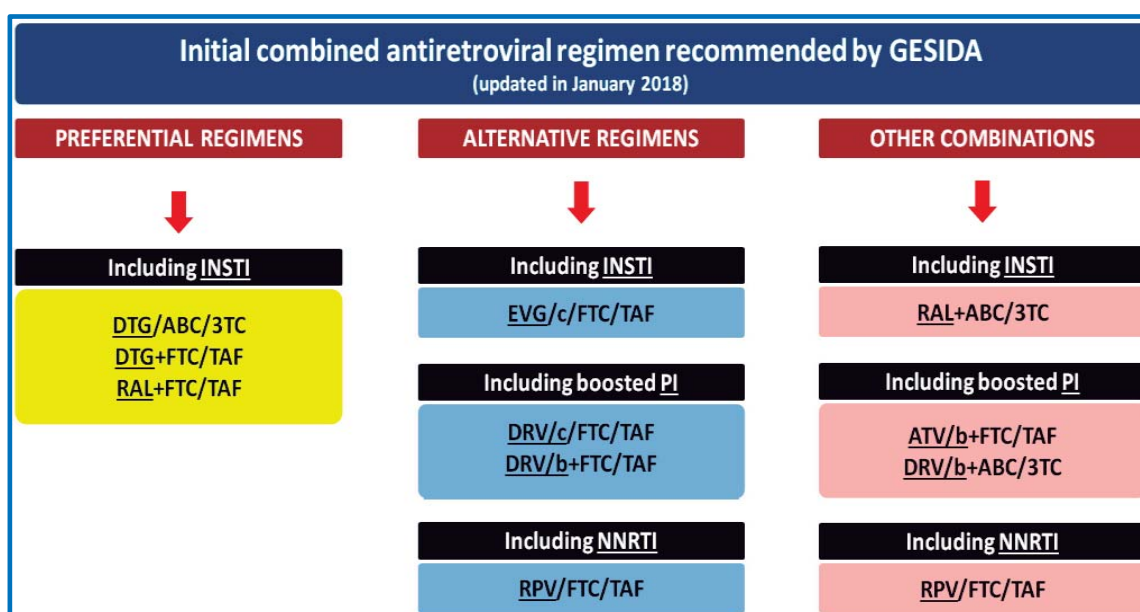 Initial combined antiretroviral regimen recommended by GESIDA
(updated in January 2018)
PREFERENTIAL REGIMENS
Including INSTI
DTG/ABC/3TC
DTG+FTC/TAF
RAL+FTC/TAF
ALTERNATIVE REGIMENS
Including INSTI
EVG/c/FTC/TAF
Including boosted PI
DRV/c/FTC/TAF
DRV/b+FTC/TAF
Including NNRTI
RPV/FTC/TAF
OTHER COMBINATIONS
Including INSTI
RAL+ABC/3TC
Including boosted PI
ATV/b+FTC/TAF
DRV/b+ABC/3TC
Including NNRTI
RPV/FTC/TAF